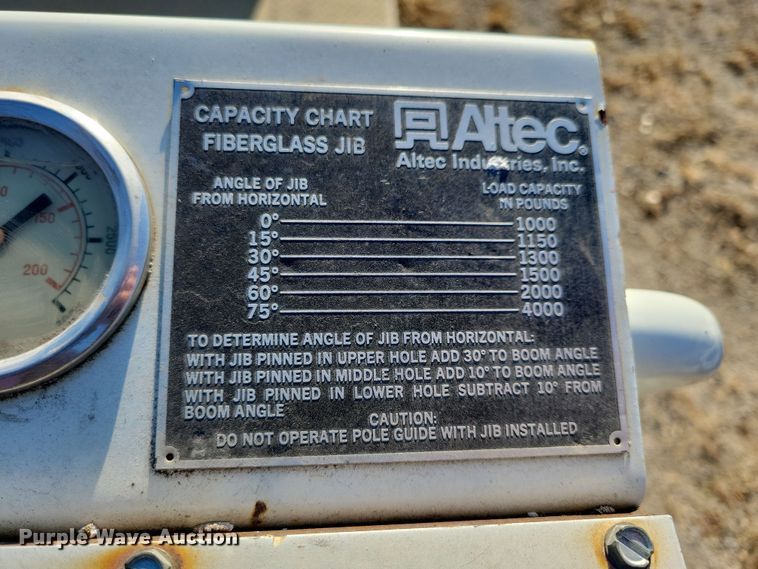 CAPACITY CHART
FIBERGLASS JIB
Altec
Altec Industries, Inc.
ANGLE OF JIB
FROM HORIZONTAL
LOAD CAPACITY
IN POUNDS
0° 1000
15° 1150
30° 1300
45° 1500
60° 2000
75° 4000
TO DETERMINE ANGLE OF JIB FROM HORIZONTAL:
WITH JIB PINNED IN UPPER HOLE ADD 30° TO BOOM ANGLE
WITH JIB PINNED IN MIDDLE HOLE ADD 10° TO BOOM ANGLE
WITH JIB PINNED IN LOWER HOLE SUBTRACT 10° FROM
BOOM ANGLE
CAUTION:
DO NOT OPERATE POLE GUIDE WITH JIB INSTALLED
150
200
Purple Wave Auction